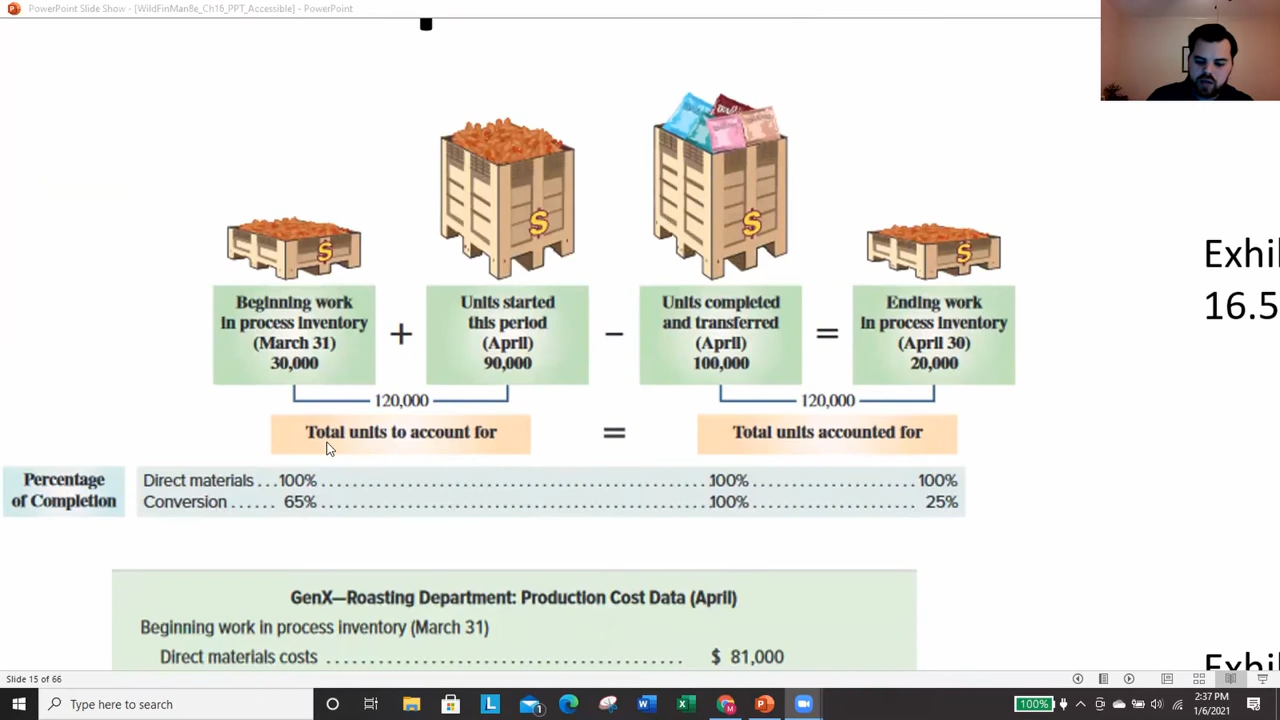 PowerPoint Slide Show - [WildFinMan8e_Ch16_PPT_Accessible] - PowerPoint
$
$
$
$
Beginning work
in process inventory
(March 31)
30,000
+
Units started
this period
(April)
90,000
–
Units completed
and transferred
(April)
100,000
=
Ending work
in process inventory
(April 30)
20,000
120,000
120,000
Total units to account for
=
Total units accounted for
Percentage
of Completion
Direct materials . . . 100% . . . . . . . . . . . . . . . . . . . . . . . . . . . . . . 100% . . . . . . . . . . . . . . . . 100%
Conversion . . . . . . 65% . . . . . . . . . . . . . . . . . . . . . . . . . . . . . . 100% . . . . . . . . . . . . . . . . 25%
Exhi
16.5
GenX—Roasting Department: Production Cost Data (April)
Beginning work in process inventory (March 31)
Direct materials costs . . . . . . . . . . . . . . . . . . . . . . . . . . . . . . $ 81,000
Slide 15 of 66
Type here to search
100%
2:37 PM
1/6/2021